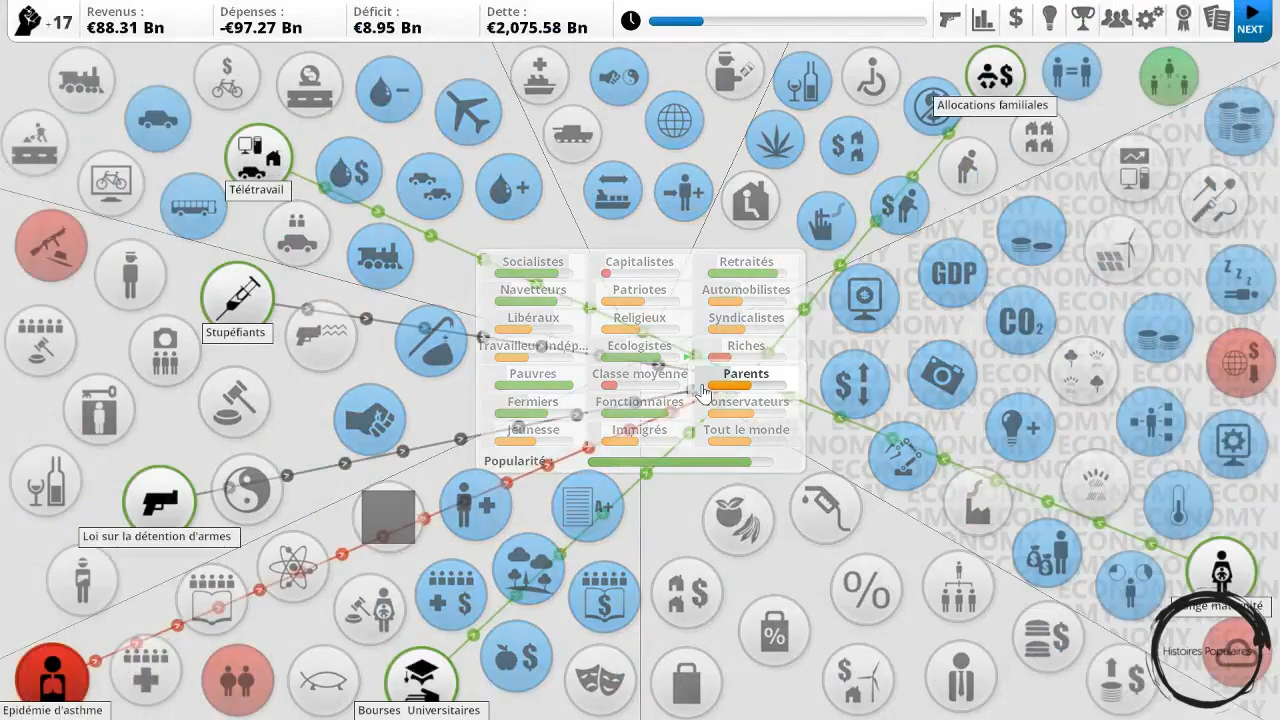 +17
Revenus :
€88.31 Bn
Dépenses :
-€97.27 Bn
Déficit :
€8.95 Bn
Dette :
€2,075.58 Bn
NEXT
Allocations familiales
Télétravail
Stupéfiants
Loi sur la détention d'armes
Epidémie d'asthme
Bourses Universitaires
Socialistes
Capitalistes
Retraités
Navetteurs
Patriotes
Automobilistes
Libéraux
Religieux
Syndicalistes
Travailleur Indép...
Ecologistes
Riches
Pauvres
Classe moyenne
Parents
Fermiers
Fonctionnaires
Conservateurs
Jeunesse
Immigrés
Tout le monde
Popularité :
GDP
CO2
A+
ECONOMY
Histoires Populaires